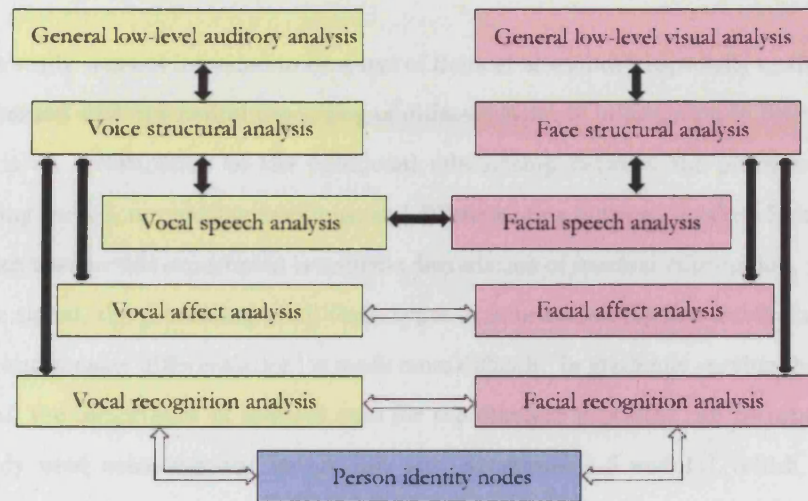 General low-level auditory analysis
General low-level visual analysis
Voice structural analysis
Face structural analysis
Vocal speech analysis
Facial speech analysis
Vocal affect analysis
Facial affect analysis
Vocal recognition analysis
Facial recognition analysis
Person identity nodes